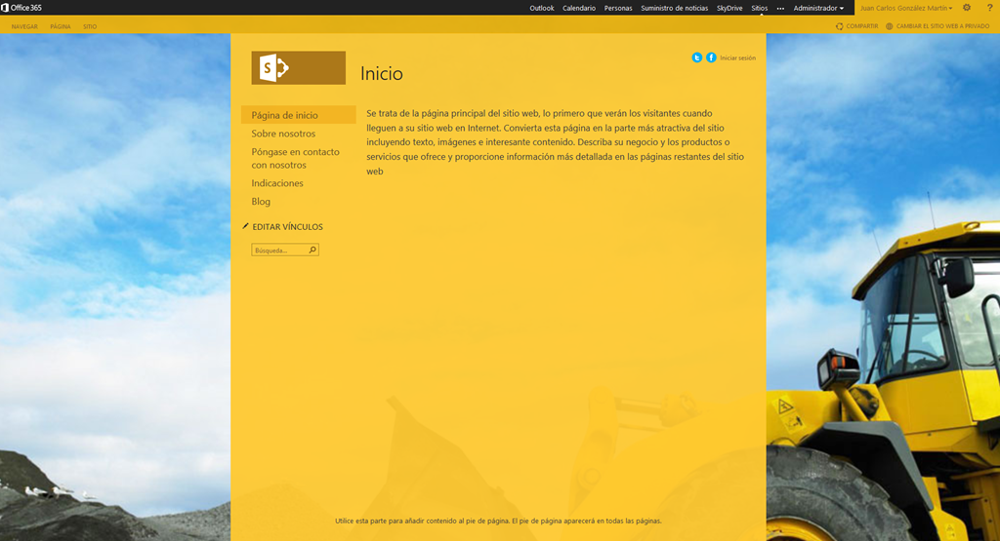 Office 365
Outlook Calendario Personas Suministro de noticias SkyDrive Sitios ••• Administrador Juan Carlos González Martín ?
NAVEGAR PÁGINA SITIO
COMPARTIR CAMBIAR EL SITIO WEB A PRIVADO
S
Inicio
Iniciar sesión
Página de inicio
Sobre nosotros
Póngase en contacto
con nosotros
Indicaciones
Blog
EDITAR VÍNCULOS
Búsqueda...
Se trata de la página principal del sitio web, lo primero que verán los visitantes cuando
lleguen a su sitio web en Internet. Convierta esta página en la parte más atractiva del sitio
incluyendo texto, imágenes e interesante contenido. Describa su negocio y los productos o
servicios que ofrece y proporcione información más detallada en las páginas restantes del sitio
web
Utilice esta parte para añadir contenido al pie de página. El pie de página aparecerá en todas las páginas.